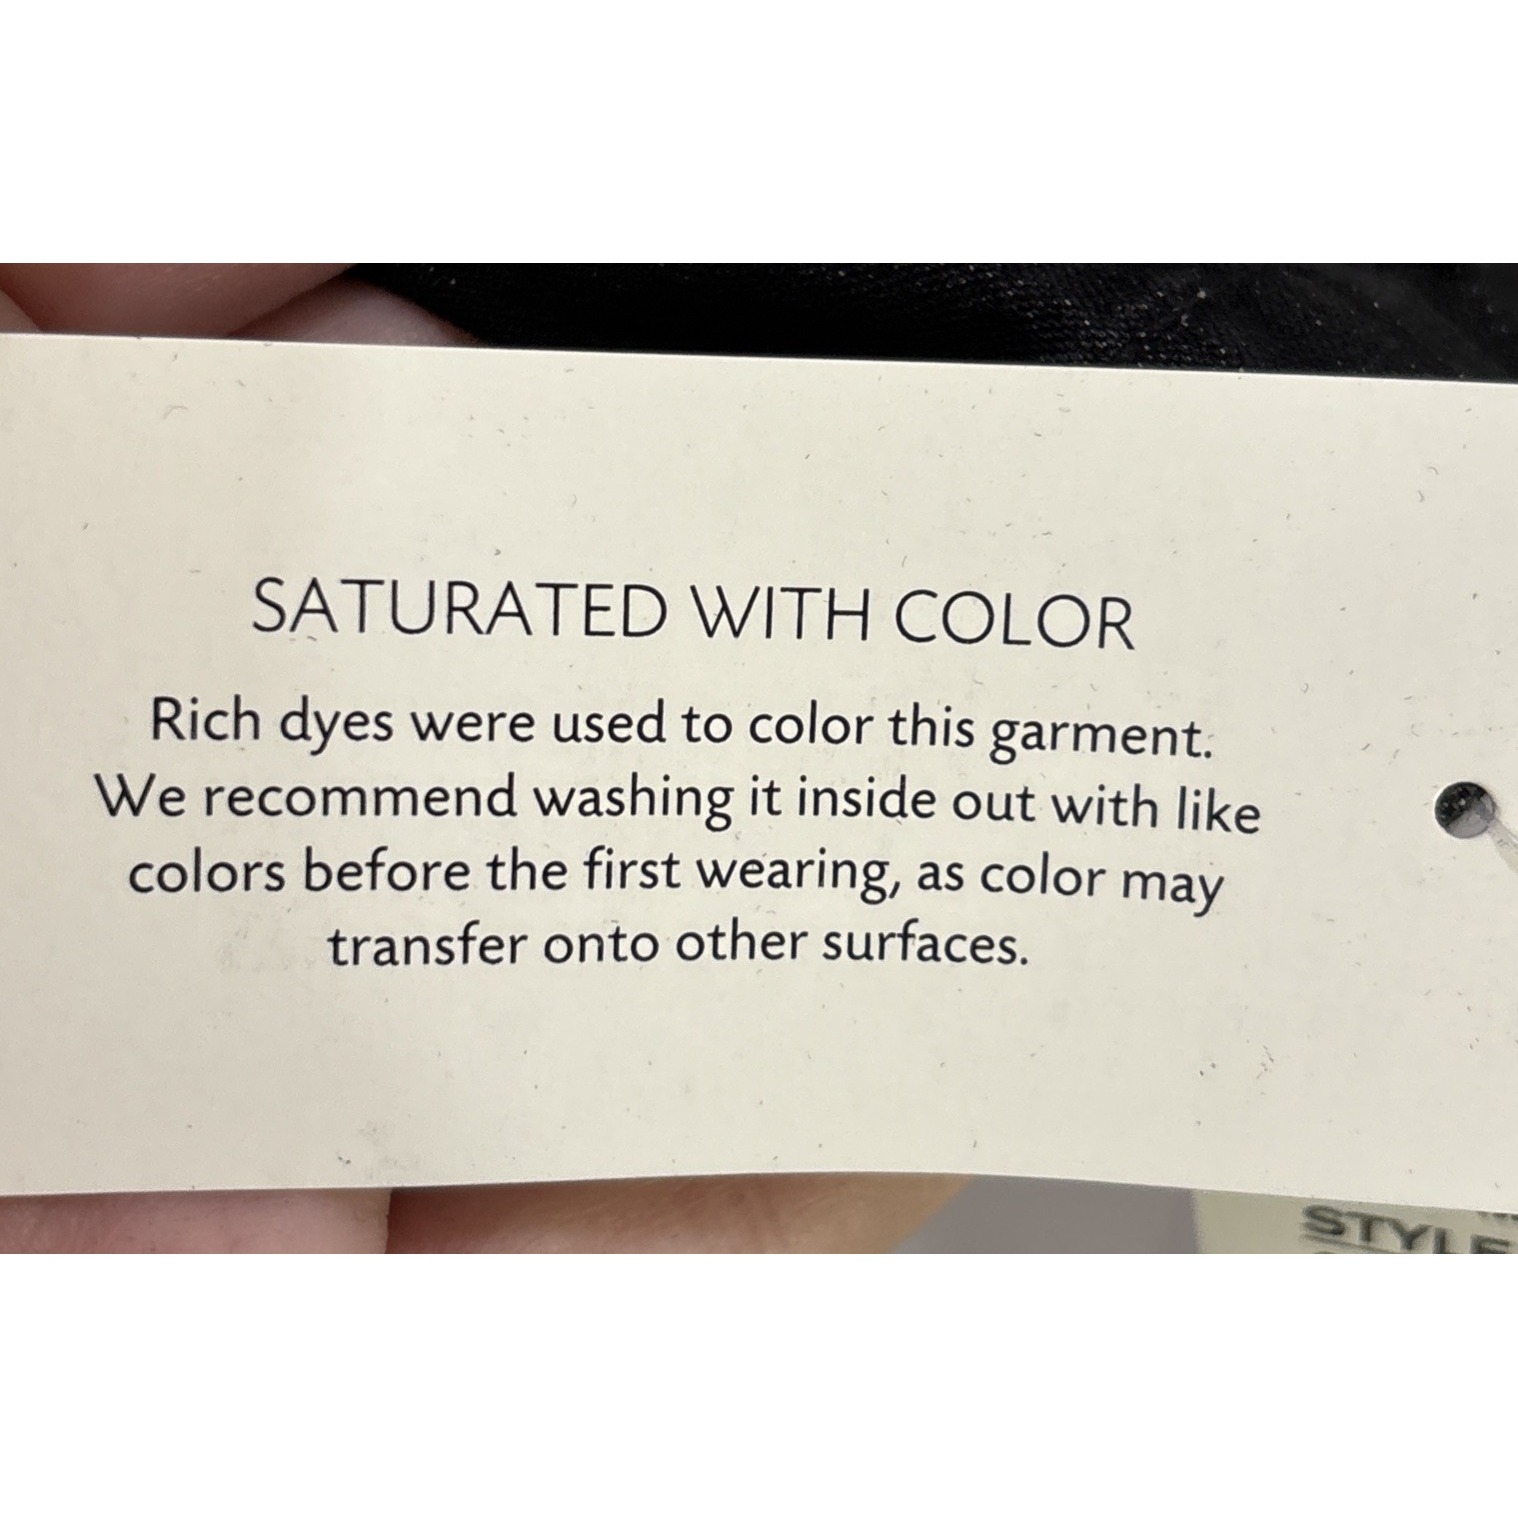 SATURATED WITH COLOR
Rich dyes were used to color this garment.
We recommend washing it inside out with like
colors before the first wearing, as color may
transfer onto other surfaces.
STYLE